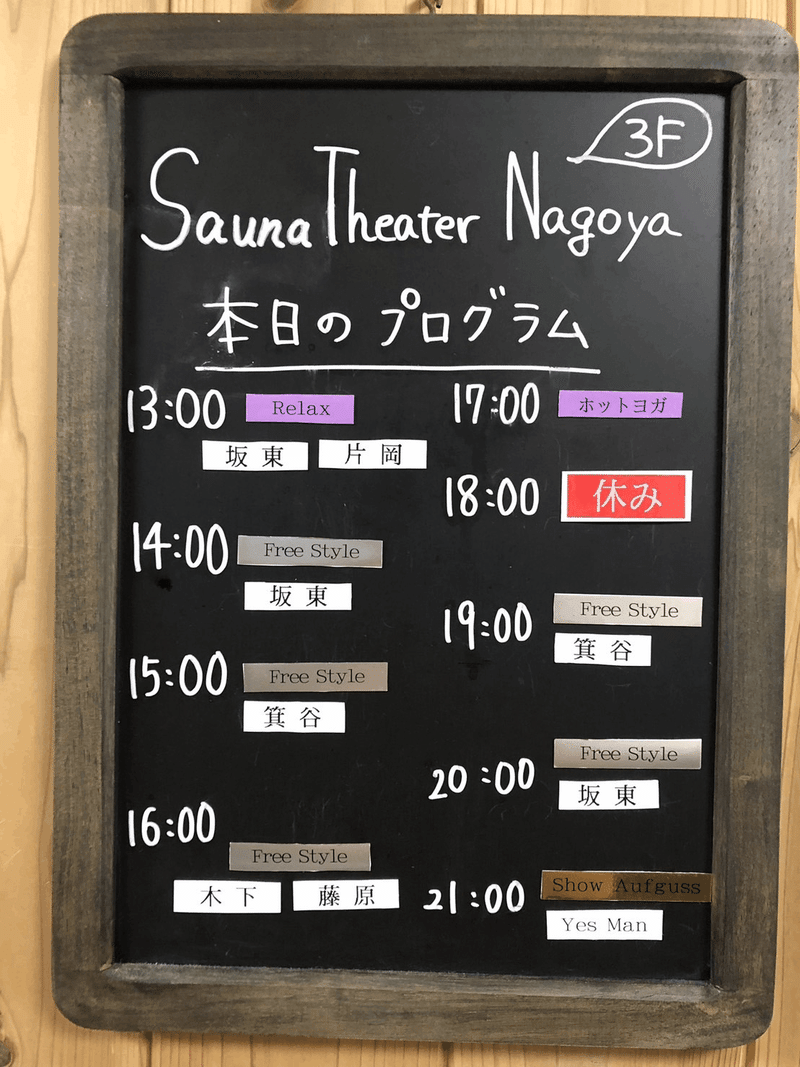 3F
Sauna Theater Nagoya
本日の プログラム
13:00 Relax
坂東 片岡
14:00 Free Style
坂東
15:00 Free Style
箕谷
16:00
Free Style
木下 藤原
17:00 ホットヨガ
18:00 休み
19:00 Free Style
箕谷
20:00 Free Style
坂東
21:00 Show Aufguss
Yes Man